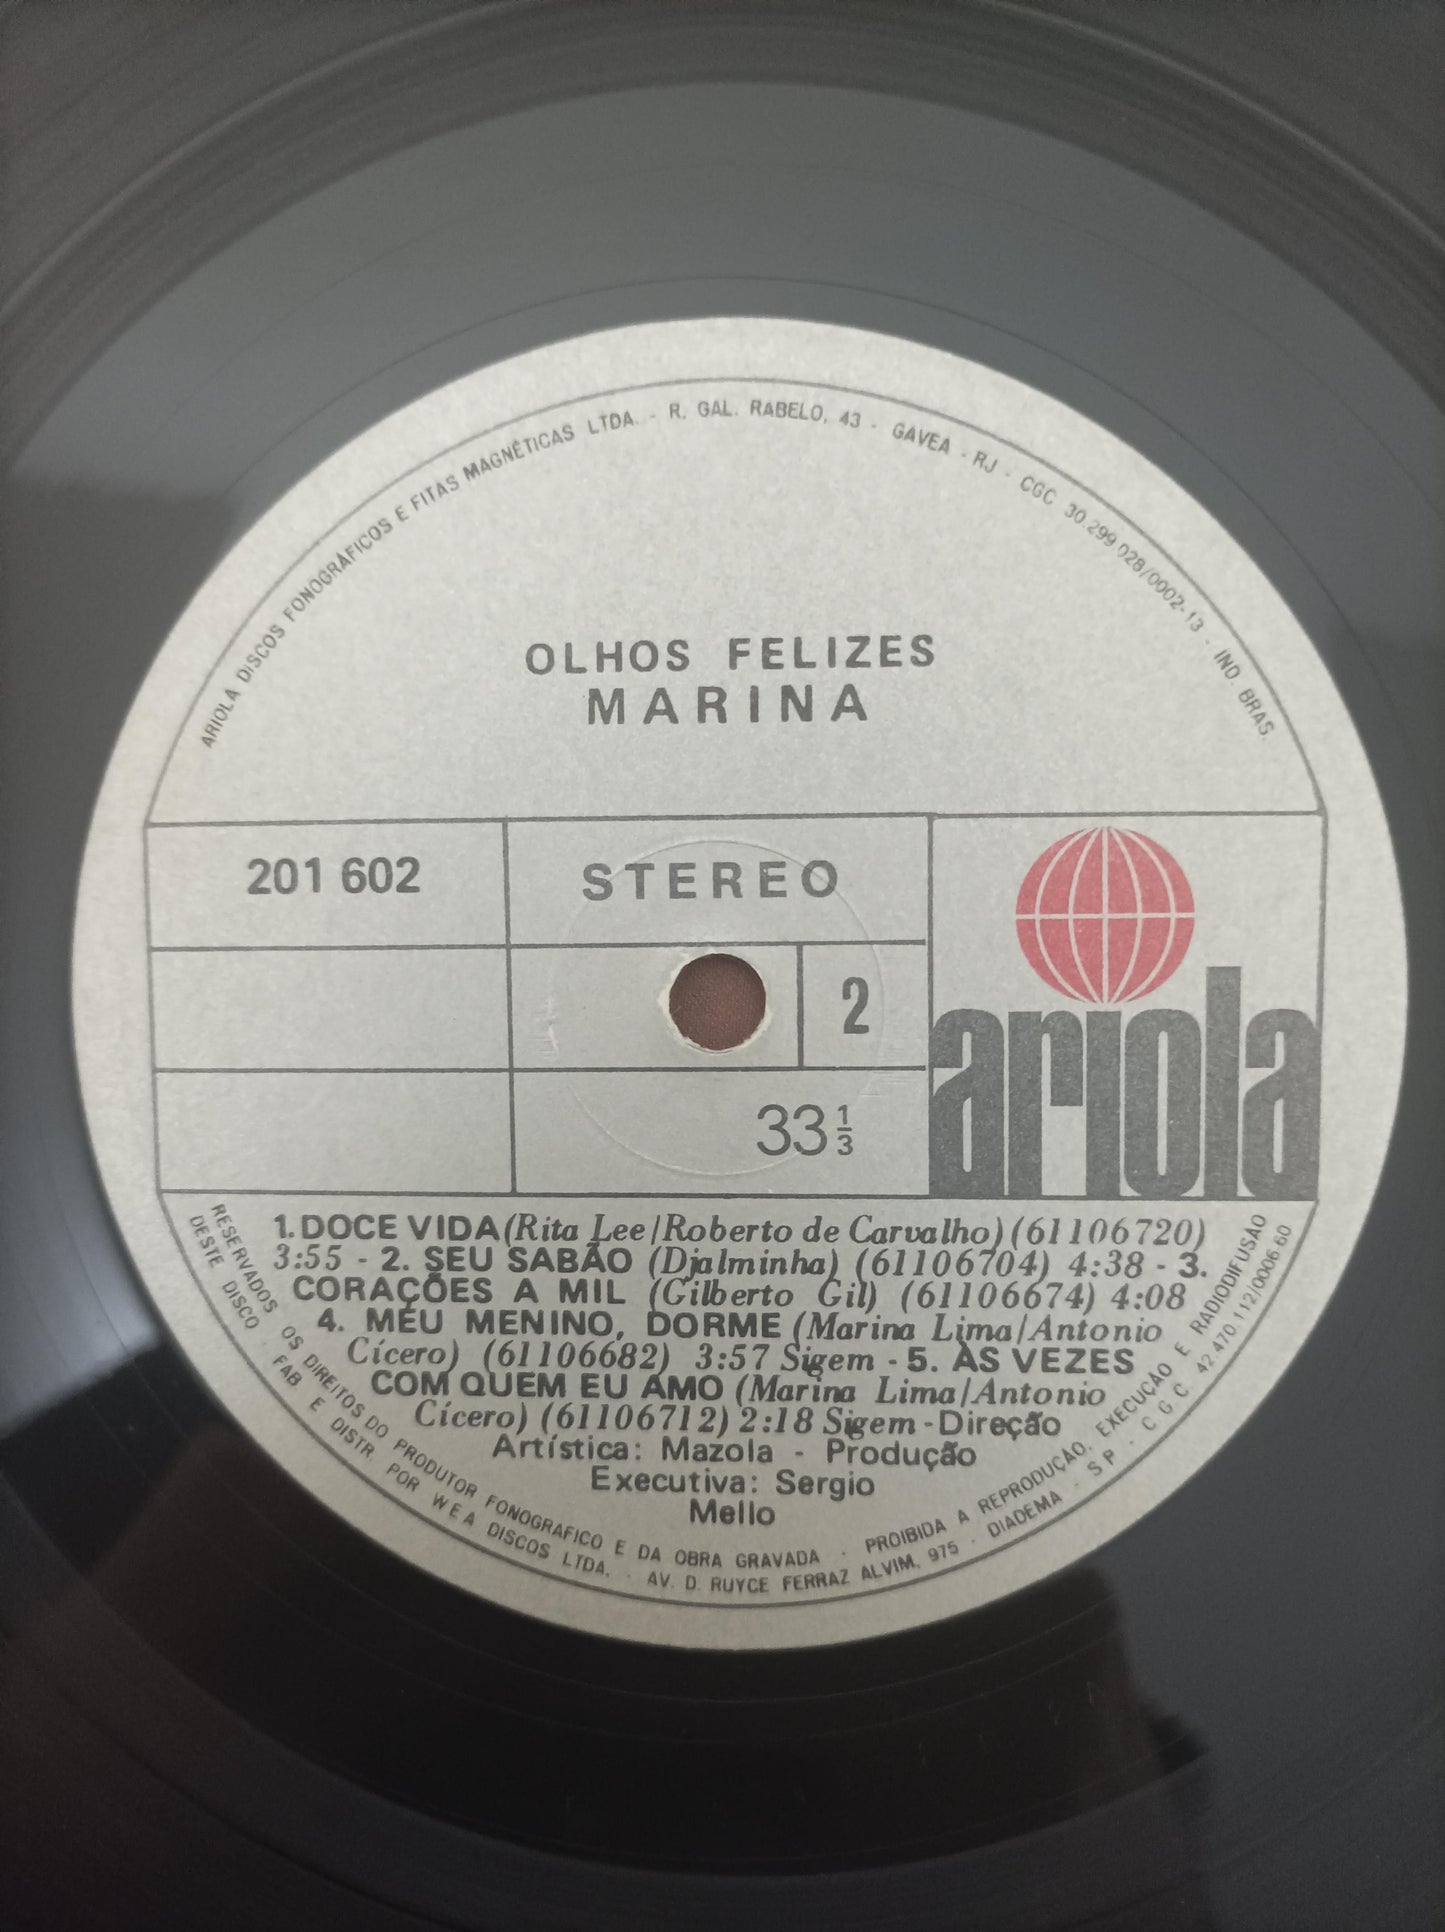 ARIOLA DISCOS FONOGRÁFICOS E FITAS MAGNÉTICAS LTDA. - R. GAL. RABELO, 43 - GAVEA - RJ - CGC 30.299.028/0002-13 - IND. BRAS.
OLHOS FELIZES
MARINA
201 602
STEREO
2
33 1/3
ariola
1. DOCE VIDA (Rita Lee/Roberto de Carvalho) (61106720)
3:55 - 2. SEU SABÃO (Djalminha) (61106704) 4:38 - 3.
CORAÇÕES A MIL (Gilberto Gil) (61106674) 4:08
4. MEU MENINO, DORME (Marina Lima/Antonio
Cícero) (61106682) 3:57 Sigem - 5. AS VEZES
COM QUEM EU AMO (Marina Lima/Antonio
Cícero) (61106712) 2:18 Sigem - Direção
Artística: Mazola - Produção
Executiva: Sergio
Mello
RESERVADOS OS DIREITOS DO PRODUTOR FONOGRAFICO E DA OBRA GRAVADA - PROIBIDA A REPRODUÇÃO, EXECUÇÃO E RADIODIFUSÃO
DESTE DISCO - FAB E DISTR. POR WEA DISCOS LTDA. - AV. D. RUYCE FERRAZ ALVIM, 975 - DIADEMA - SP - C G C. 42.470.112/0006.60